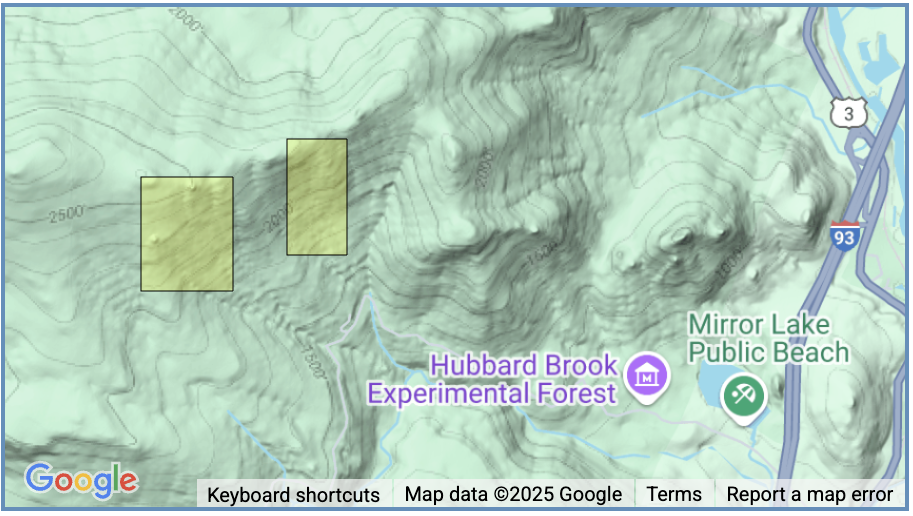 2000'
3
2000'
2500'
2000
1500
93
1000
Mirror Lake
Public Beach
1500'
Hubbard Brook
Experimental Forest
M
Google
Keyboard shortcuts
Map data ©2025 Google
Terms
Report a map error